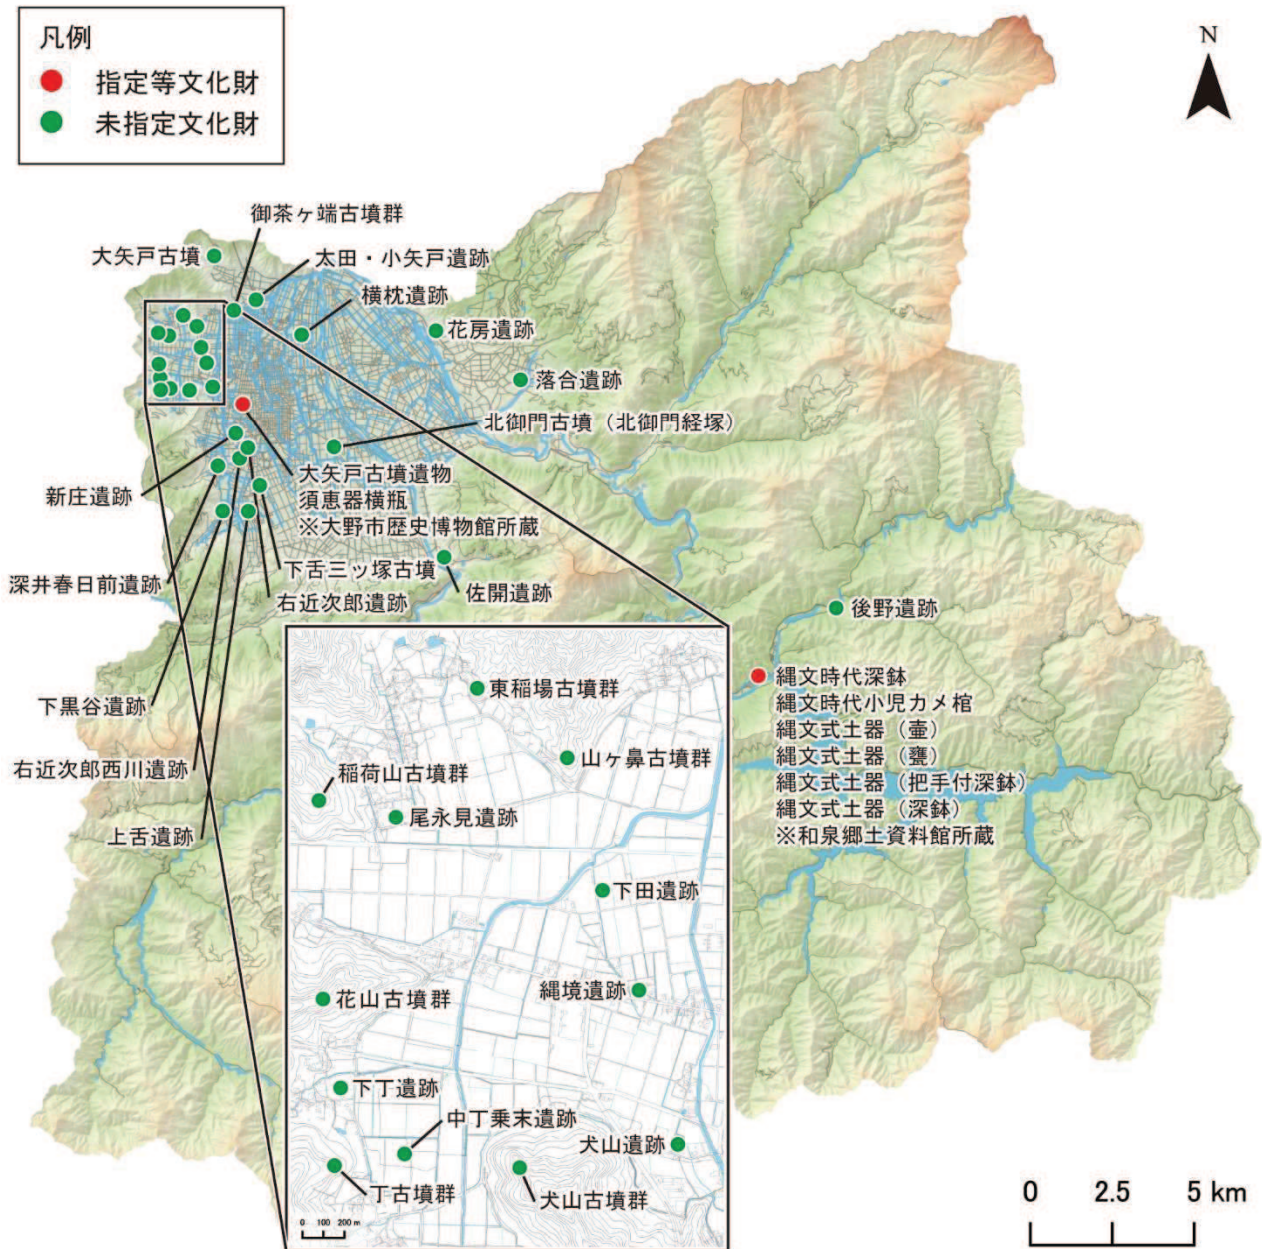 凡例
指定等文化財
未指定文化財
N
御茶ヶ端古墳群
大矢戸古墳
太田・小矢戸遺跡
横枕遺跡
花房遺跡
落合遺跡
北御門古墳（北御門経塚）
大矢戸古墳遺物
須恵器横瓶
※大野市歴史博物館所蔵
新庄遺跡
下舌三ッ塚古墳
深井春日前遺跡
佐開遺跡
右近次郎遺跡
後野遺跡
下黒谷遺跡
右近次郎西川遺跡
上舌遺跡
縄文時代深鉢
縄文時代小児カメ棺
縄文式土器（壷）
縄文式土器（甕）
縄文式土器（把手付深鉢）
縄文式土器（深鉢）
※和泉郷土資料館所蔵
東稲場古墳群
山ヶ鼻古墳群
稲荷山古墳群
尾永見遺跡
下田遺跡
縄境遺跡
花山古墳群
下丁遺跡
中丁乗末遺跡
犬山遺跡
丁古墳群
犬山古墳群
0 100 200 m
0 2.5 5 km